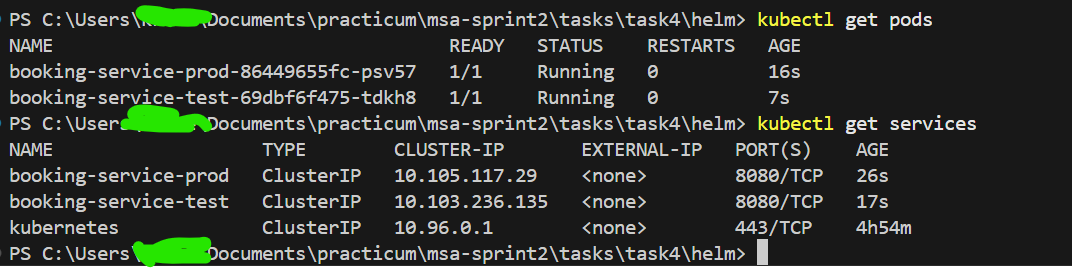 PS C:\Users\Documents\practicum\msa-sprint2\tasks\task4\helm> kubectl get pods
NAME                             READY   STATUS    RESTARTS   AGE
booking-service-prod-86449655fc-psv57   1/1     Running   0          16s
booking-service-test-69dbf6f475-tdkh8   1/1     Running   0          7s
PS C:\Users\Documents\practicum\msa-sprint2\tasks\task4\helm> kubectl get services
NAME                   TYPE        CLUSTER-IP       EXTERNAL-IP   PORT(S)    AGE
booking-service-prod   ClusterIP   10.105.117.29    <none>        8080/TCP   26s
booking-service-test   ClusterIP   10.103.236.135   <none>        8080/TCP   17s
kubernetes             ClusterIP   10.96.0.1        <none>        443/TCP    4h54m
PS C:\Users\Documents\practicum\msa-sprint2\tasks\task4\helm>